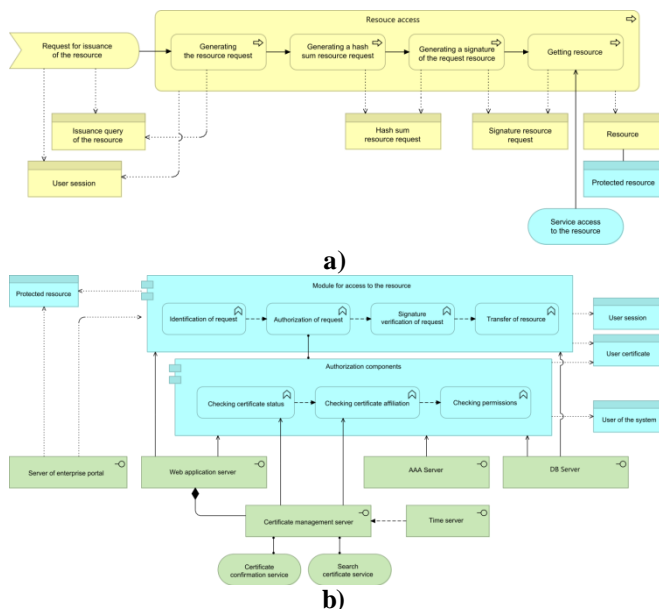 Resouce access
Request for issuance
of the resource
Generating
the resource request
Generating a hash
sum resource request
Generating a signature
of the request resource
Getting resource
Issuance query
of the resource
Hash sum
resource request
Signature resource
request
Resource
User session
Protected resource
Service access
to the resource
a)
Module for access to the resource
Protected resource
Identification of request
Authorization of request
Signature
verification of request
Transfer of resource
User session
User certificate
Authorization components
Checking certificate status
Checking certificate affiliation
Checking permissions
User of the system
Server of enterprise portal
Web application server
AAA Server
DB Server
Certificate management server
Time server
Certificate
confirmation service
Search
certificate service
b)